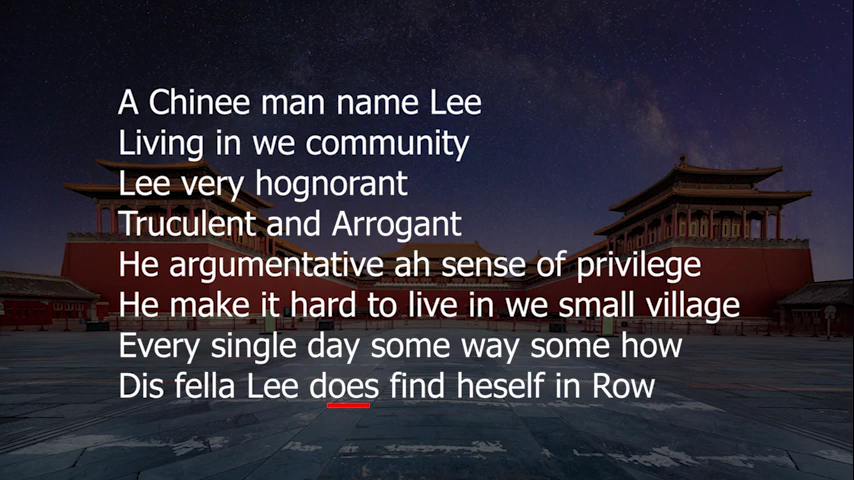 A Chinee man name Lee
Living in we community
Lee very hognorant
Truculent and Arrogant
He argumentative ah sense of privilege
He make it hard to live in we small village
Every single day some way some how
Dis fella Lee does find heself in Row